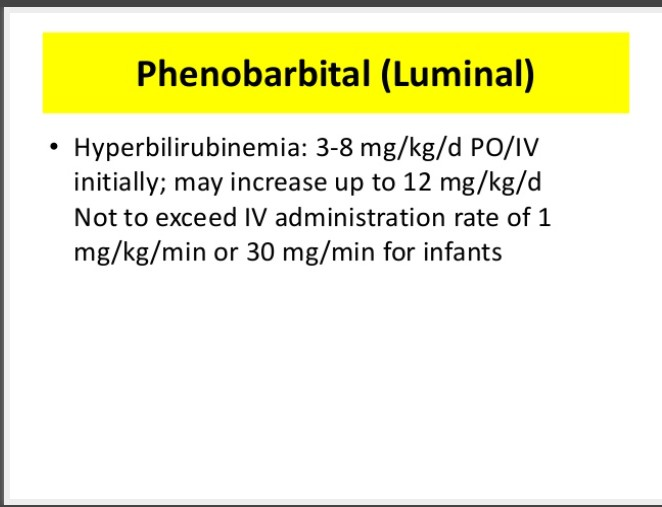 Phenobarbital (Luminal)
• Hyperbilirubinemia: 3-8 mg/kg/d PO/IV
initially; may increase up to 12 mg/kg/d
Not to exceed IV administration rate of 1
mg/kg/min or 30 mg/min for infants